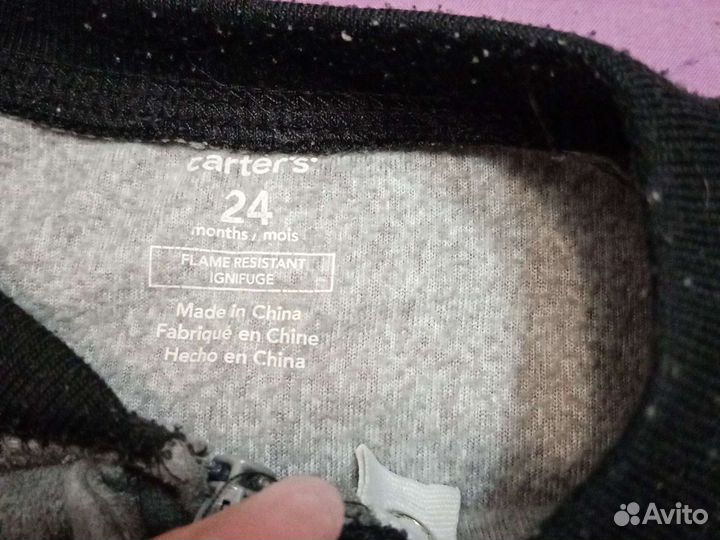 carter's
24
months / mois
FLAME RESISTANT
IGNIFUGE
Made in China
Fabriqué en Chine
Hecho en China
Avito